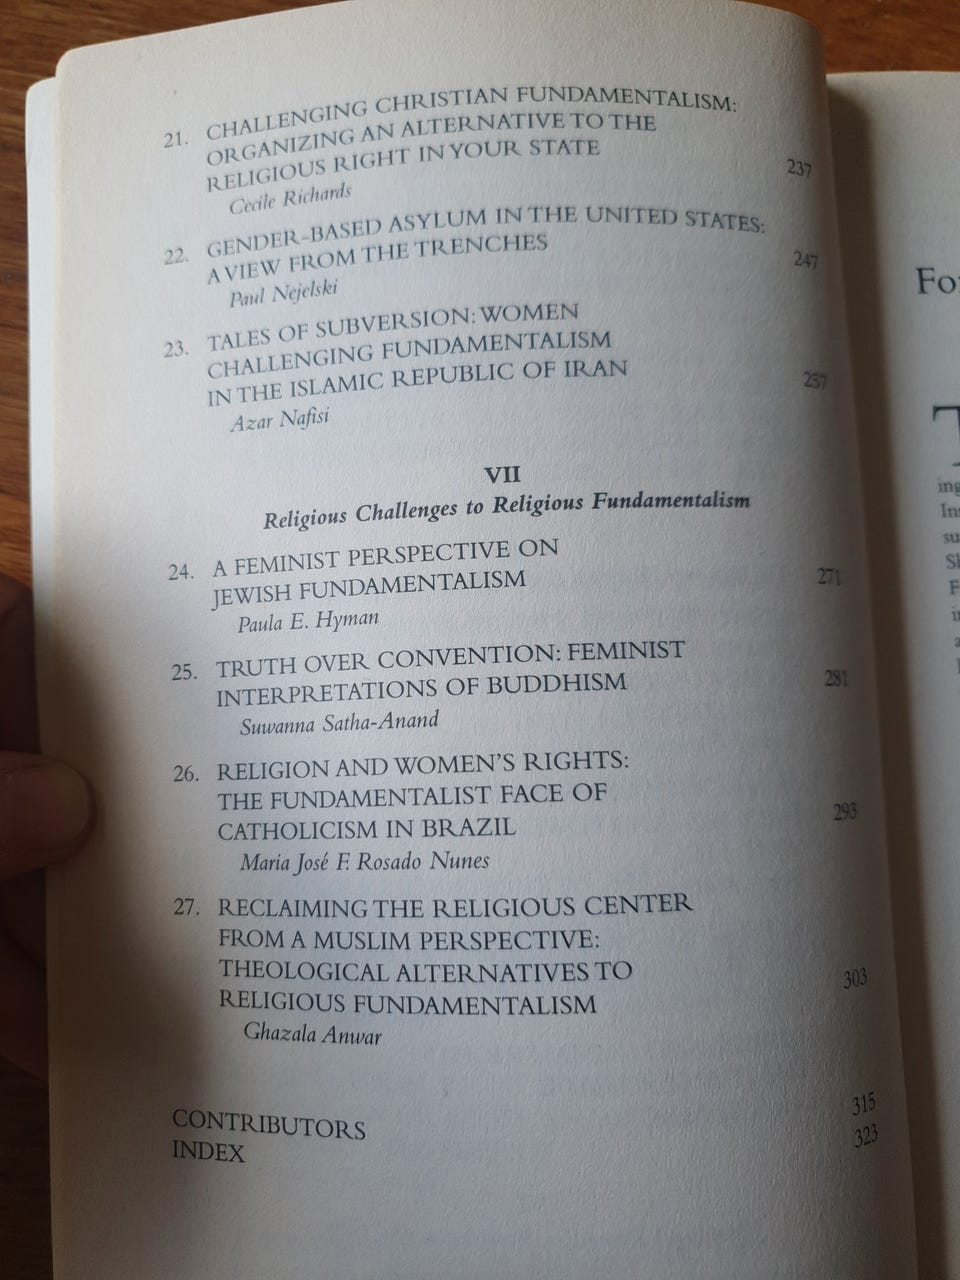 21. CHALLENGING CHRISTIAN FUNDAMENTALISM:
ORGANIZING AN ALTERNATIVE TO THE
RELIGIOUS RIGHT IN YOUR STATE 237
Cecile Richards
22. GENDER-BASED ASYLUM IN THE UNITED STATES:
A VIEW FROM THE TRENCHES 247
Paul Nejelski
23. TALES OF SUBVERSION: WOMEN
CHALLENGING FUNDAMENTALISM
IN THE ISLAMIC REPUBLIC OF IRAN 257
Azar Nafisi
VII
Religious Challenges to Religious Fundamentalism
24. A FEMINIST PERSPECTIVE ON
JEWISH FUNDAMENTALISM 271
Paula E. Hyman
25. TRUTH OVER CONVENTION: FEMINIST
INTERPRETATIONS OF BUDDHISM 281
Suwanna Satha-Anand
26. RELIGION AND WOMEN'S RIGHTS:
THE FUNDAMENTALIST FACE OF
CATHOLICISM IN BRAZIL 293
Maria José F. Rosado Nunes
27. RECLAIMING THE RELIGIOUS CENTER
FROM A MUSLIM PERSPECTIVE:
THEOLOGICAL ALTERNATIVES TO
RELIGIOUS FUNDAMENTALISM 303
Ghazala Anwar
CONTRIBUTORS 315
INDEX 323